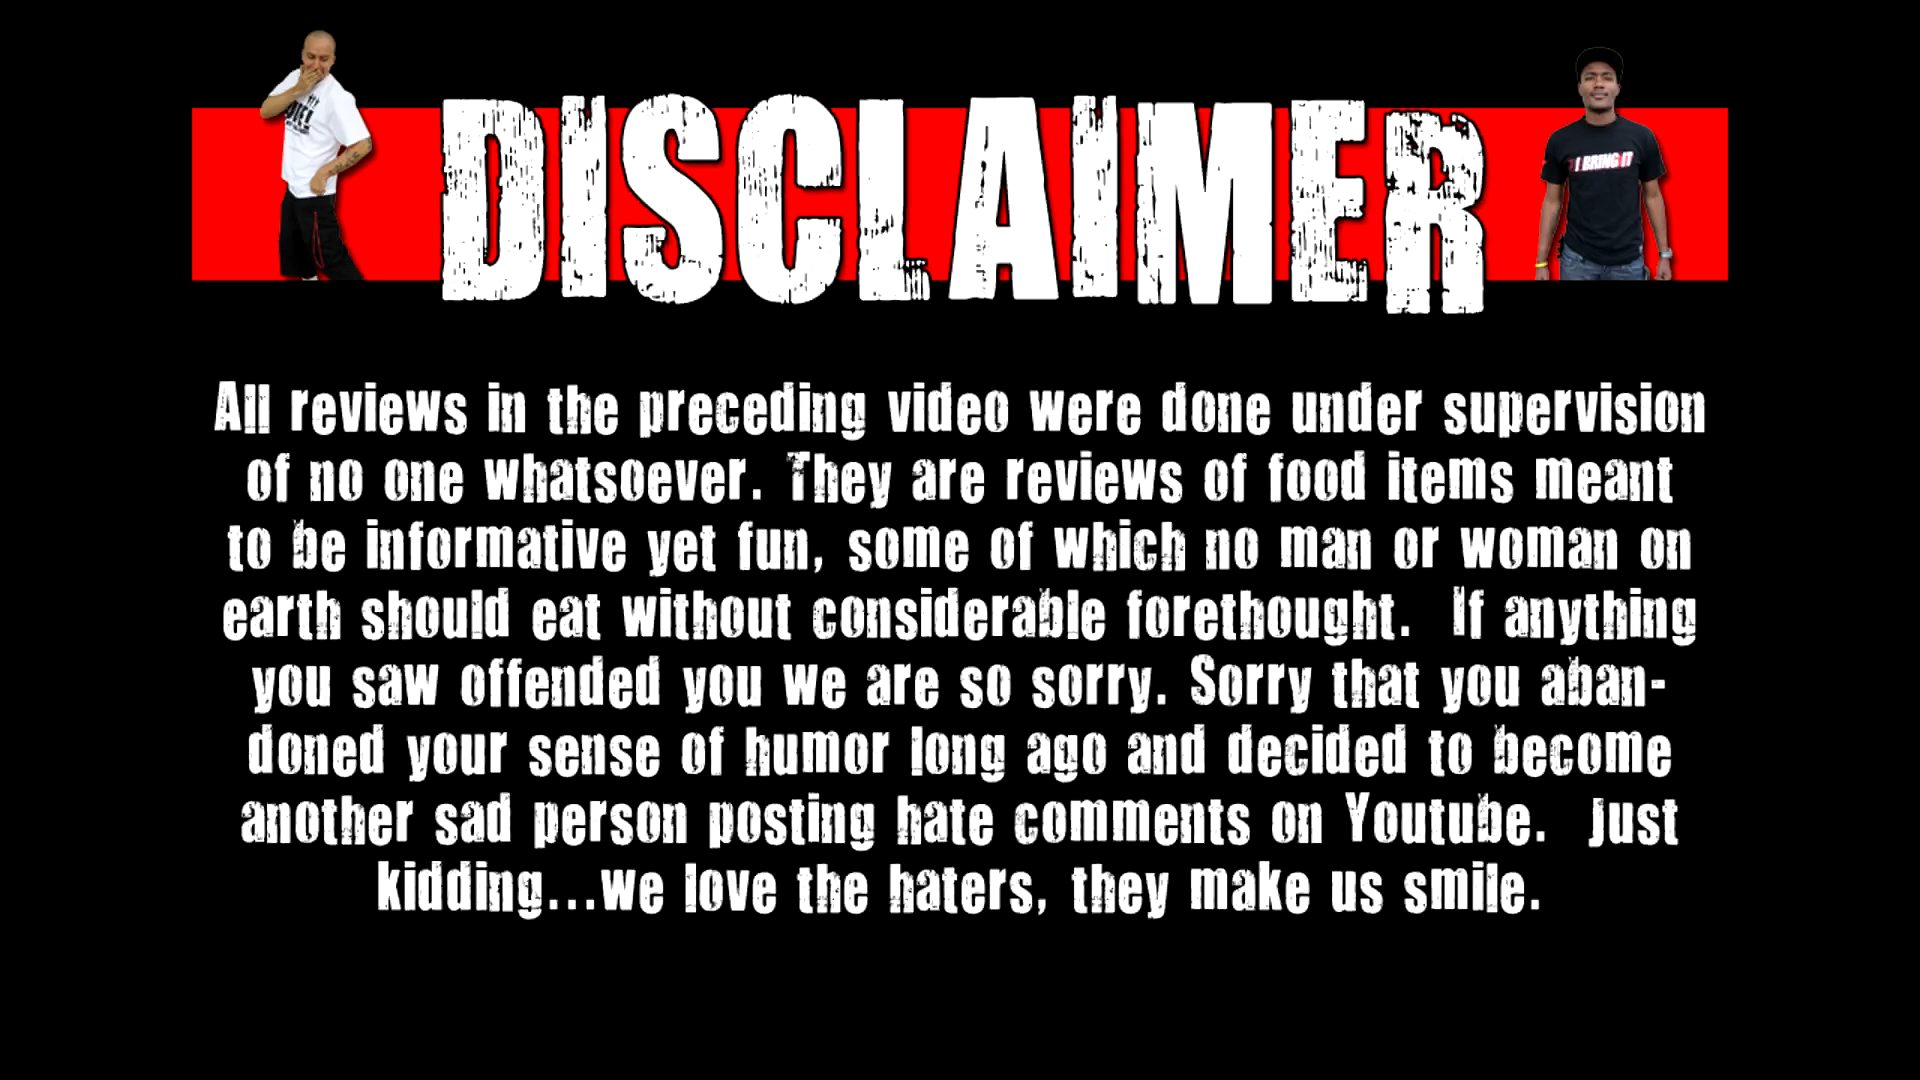 DISCLAIMER
DIE!
I BRING IT
All reviews in the preceding video were done under supervision
of no one whatsoever. They are reviews of food items meant
to be informative yet fun, some of which no man or woman on
earth should eat without considerable forethought. If anything
you saw offended you we are so sorry. Sorry that you aban-
doned your sense of humor long ago and decided to become
another sad person posting hate comments on Youtube. Just
kidding...we love the haters, they make us smile.